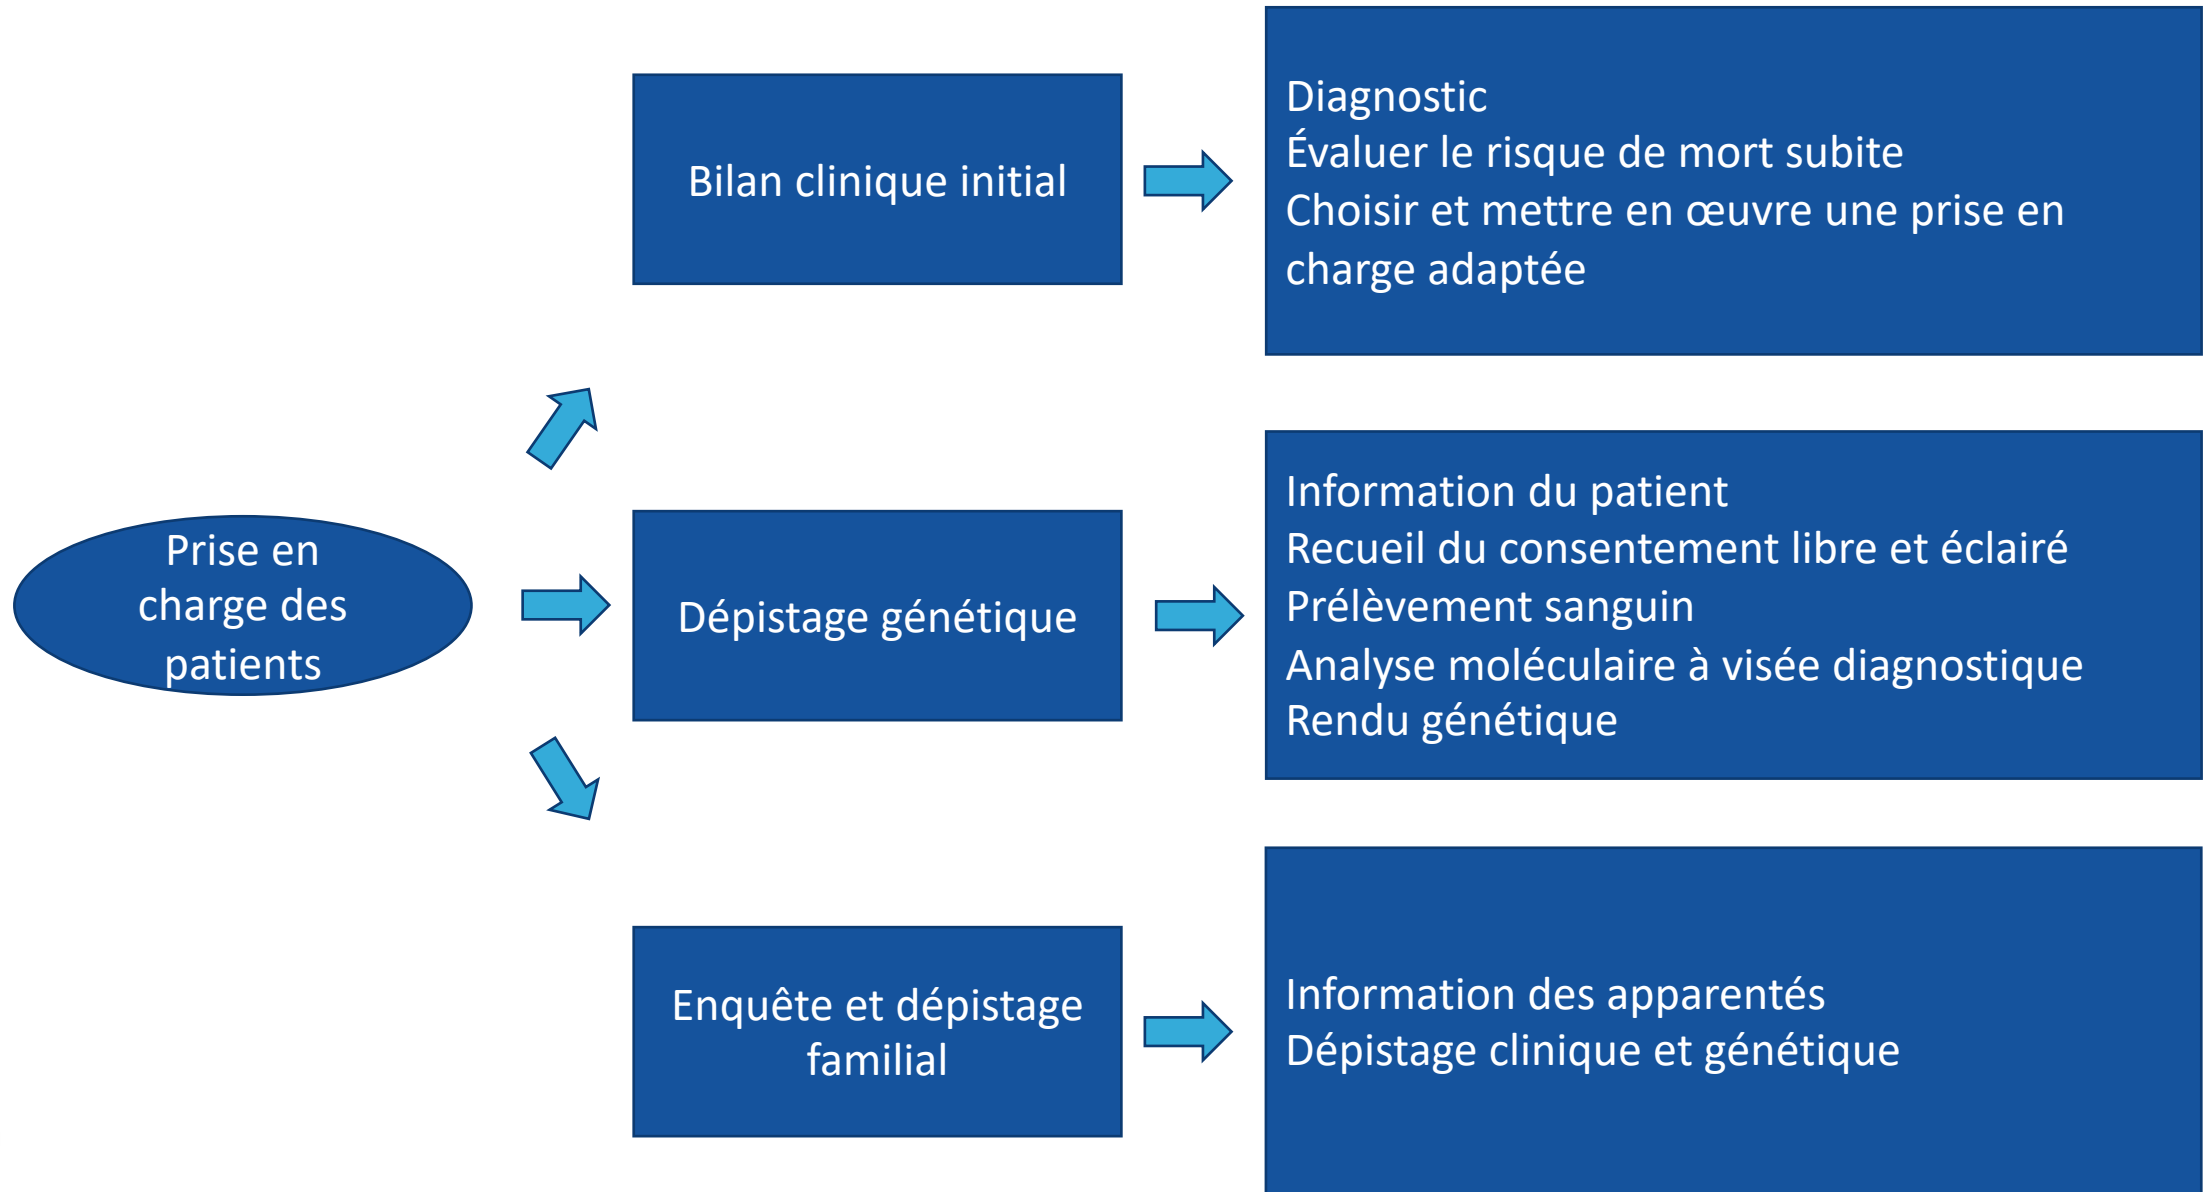 Prise en
charge des
patients
Bilan clinique initial
Diagnostic
Évaluer le risque de mort subite
Choisir et mettre en œuvre une prise en
charge adaptée
Dépistage génétique
Information du patient
Recueil du consentement libre et éclairé
Prélèvement sanguin
Analyse moléculaire à visée diagnostique
Rendu génétique
Enquête et dépistage
familial
Information des apparentés
Dépistage clinique et génétique